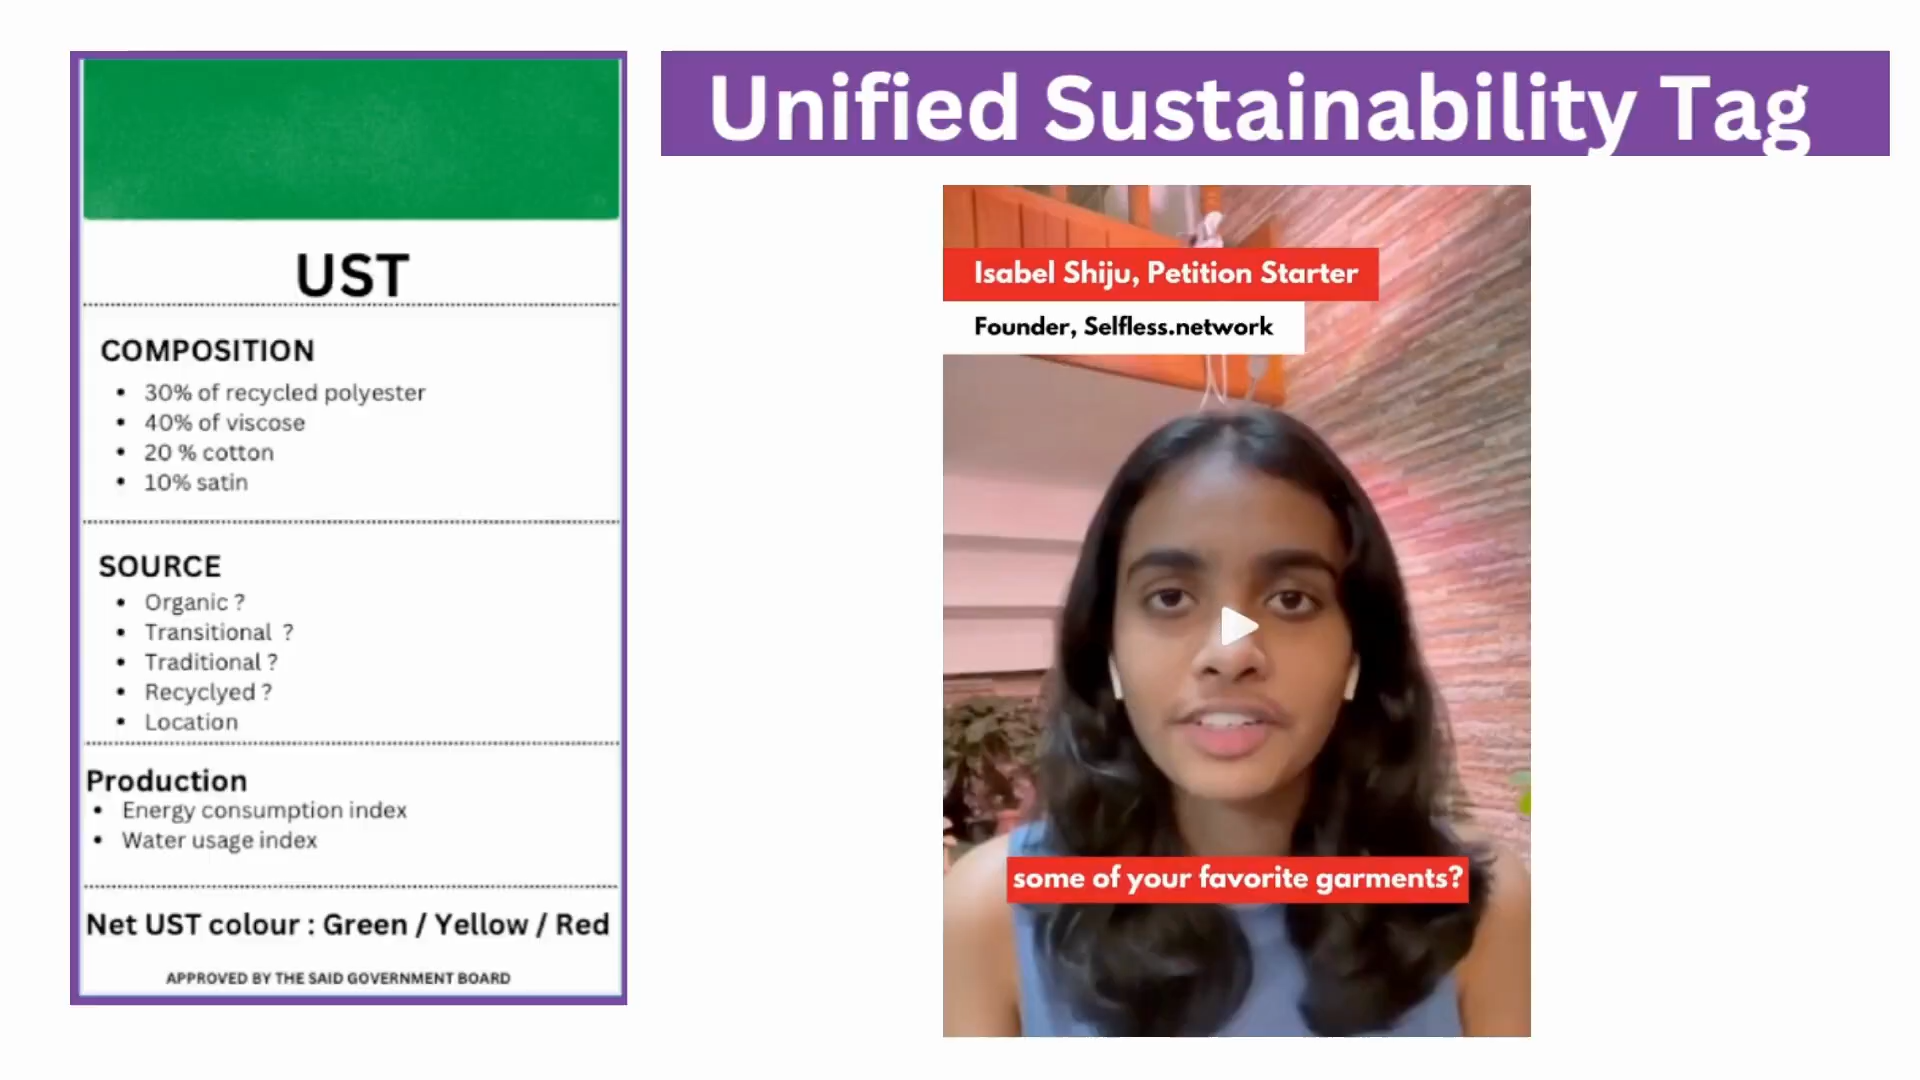 Unified Sustainability Tag
UST
COMPOSITION
• 30% of recycled polyester
• 40% of viscose
• 20 % cotton
• 10% satin
SOURCE
• Organic ?
• Transitional ?
• Traditional ?
• Recyclyed ?
• Location
Production
• Energy consumption index
• Water usage index
Net UST colour : Green / Yellow / Red
APPROVED BY THE SAID GOVERNMENT BOARD
Isabel Shiju, Petition Starter
Founder, Selfless.network
some of your favorite garments?